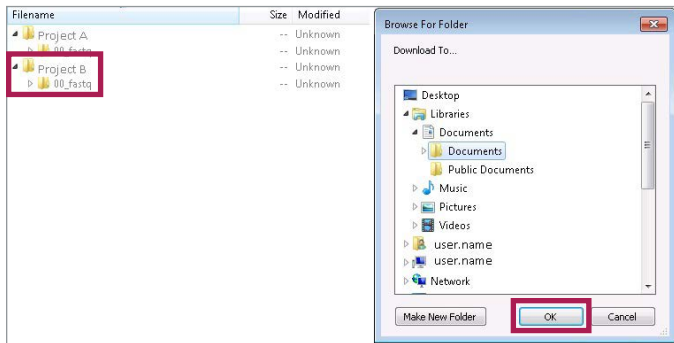 Filename Size Modified
Project A -- Unknown
00_fastq -- Unknown
Project B -- Unknown
00_fastq -- Unknown
Browse For Folder
Download To...
Desktop
Libraries
Documents
Documents
Public Documents
Music
Pictures
Videos
user.name
user.name
Network
Make New Folder OK Cancel